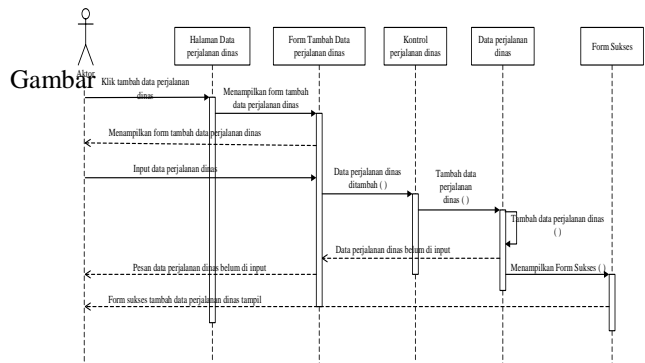 Halaman Data
perjalanan dinas
Form Tambah Data
perjalanan dinas
Kontrol
perjalanan dinas
Data perjalanan
dinas
Form Sukses
Aktor
Gambar
Klik tambah data perjalanan
dinas
Menampilkan form tambah
data perjalanan dinas
Menampilkan form tambah data perjalanan dinas
Input data perjalanan dinas
Data perjalanan dinas
ditambah ( )
Tambah data
perjalanan
dinas ( )
Tambah data perjalanan dinas
( )
Data perjalanan dinas belum di input
Pesan data perjalanan dinas belum di input
Menampilkan Form Sukses ( )
Form sukses tambah data perjalanan dinas tampil